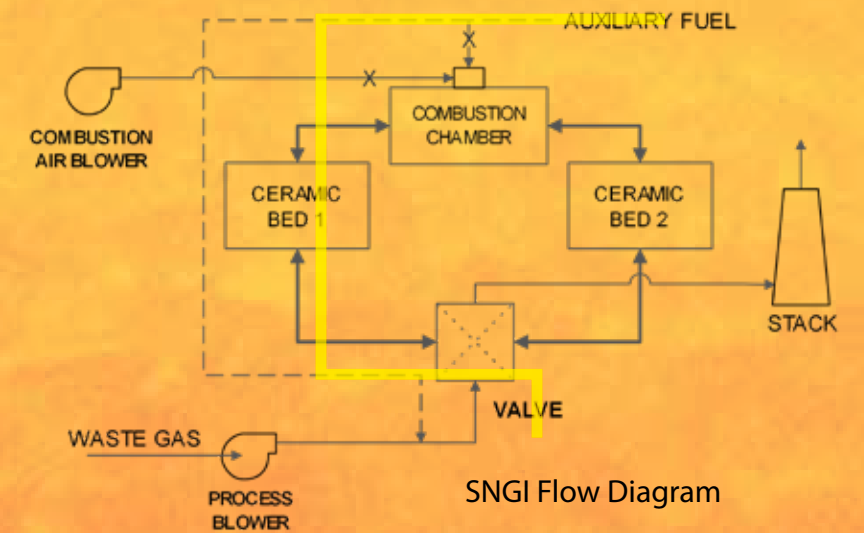 AUXILIARY FUEL
X
X
COMBUSTION
AIR BLOWER
COMBUSTION
CHAMBER
CERAMIC
BED 1
CERAMIC
BED 2
STACK
VALVE
WASTE GAS
PROCESS
BLOWER
SNGI Flow Diagram